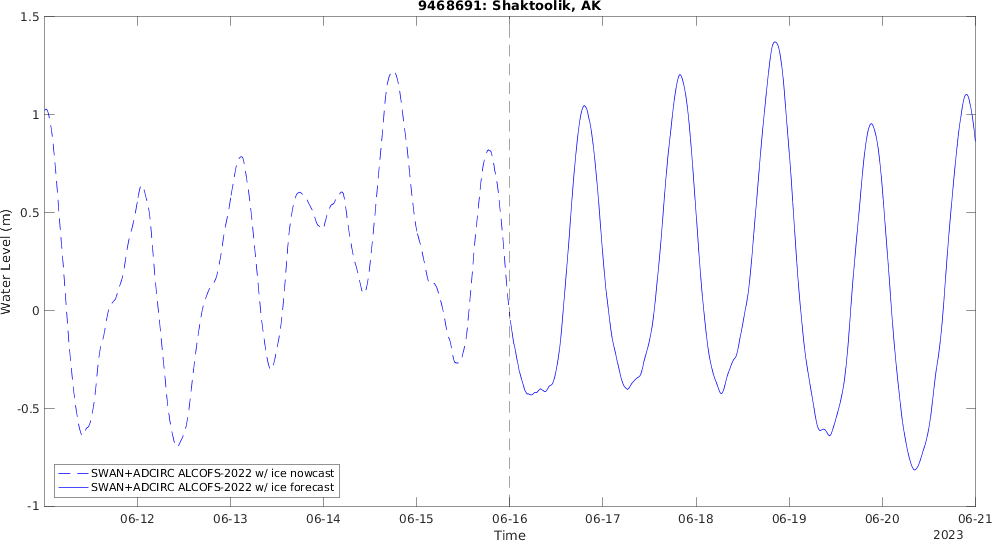 9468691: Shaktoolik, AK
1.5
1
0.5
0
-0.5
-1
Water Level (m)
SWAN+ADCIRC ALCOFS-2022 w/ ice nowcast
SWAN+ADCIRC ALCOFS-2022 w/ ice forecast
06-12 06-13 06-14 06-15 06-16 06-17 06-18 06-19 06-20 06-21
Time
2023